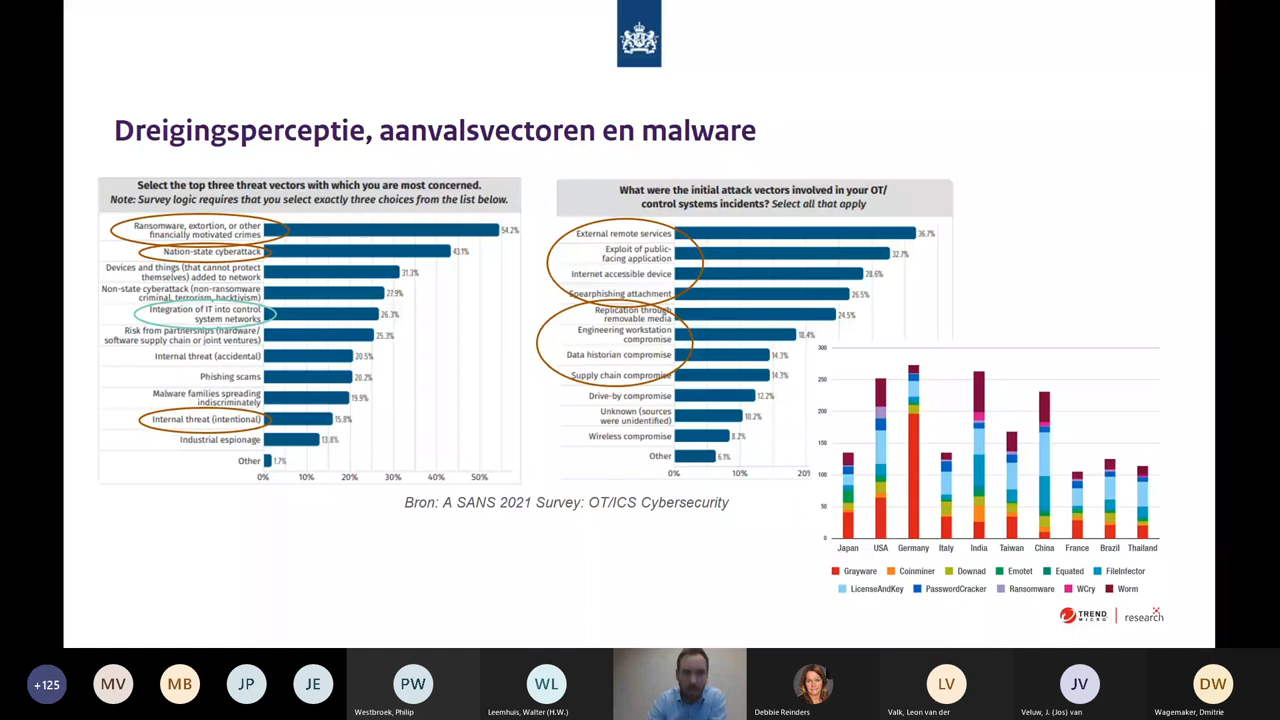 Dreigingsperceptie, aanvalsvectoren en malware
Select the top three threat vectors with which you are most concerned.
Note: Survey logic requires that you select exactly three choices from the list below.
Ransomware, extortion, or other
financially motivated crimes
54.2%
Nation-state cyberattack
43.1%
Devices and things (that cannot protect
themselves) added to network
31.3%
Non-state cyberattack (non-ransomware
criminal, terrorism, hacktivism)
27.9%
Integration of IT into control
system networks
26.3%
Risk from partnerships (hardware/
software supply chain or joint ventures)
25.3%
Internal threat (accidental)
20.5%
Phishing scams
20.2%
Malware families spreading
indiscriminately
19.9%
Internal threat (intentional)
15.8%
Industrial espionage
13.8%
Other
1.7%
0% 10% 20% 30% 40% 50%
What were the initial attack vectors involved in your OT/
control systems incidents? Select all that apply
External remote services
36.7%
Exploit of public-
facing application
32.7%
Internet accessible device
28.6%
Spearphishing attachment
26.5%
Replication through
removable media
24.5%
Engineering workstation
compromise
18.4%
Data historian compromise
14.3%
Supply chain compromise
14.3%
Drive-by compromise
12.2%
Unknown (sources
were unidentified)
10.2%
Wireless compromise
8.2%
Other
6.1%
0% 10% 20
Bron: A SANS 2021 Survey: OT/ICS Cybersecurity
300
250
200
150
100
50
0
Japan USA Germany Italy India Taiwan China France Brazil Thailand
Grayware Coinminer Downad Emotet Equated FileInfector
LicenseAndKey PasswordCracker Ransomware WCry Worm
TREND MICRO research
+125 MV MB JP JE PW WL LV JV DW
Westbroek, Philip Leemhuis, Walter (H.W.) Debbie Reinders Valk, Leon van der Veluw, J. (Jos) van Wagemaker, Dmitrie